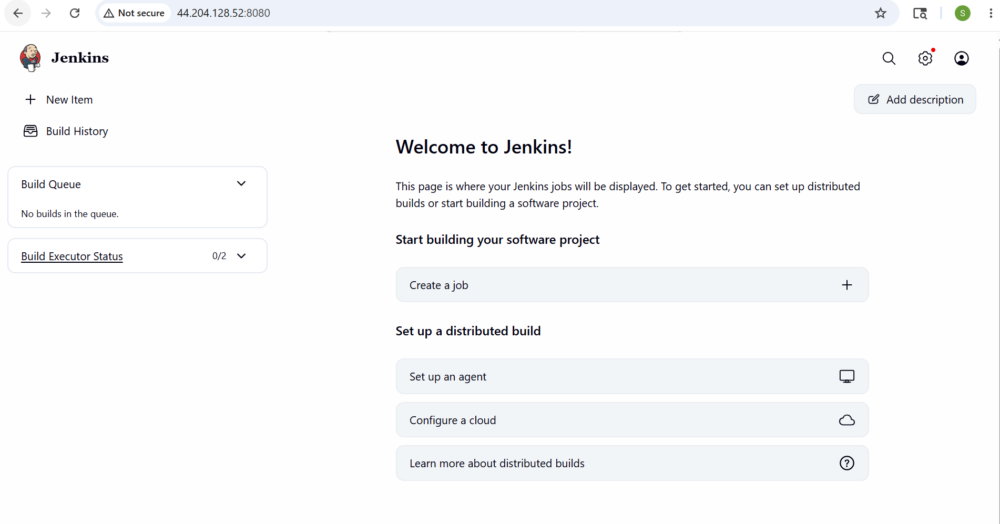 Not secure
44.204.128.52:8080
S
Jenkins
New Item
Add description
Build History
Welcome to Jenkins!
Build Queue
This page is where your Jenkins jobs will be displayed. To get started, you can set up distributed
builds or start building a software project.
No builds in the queue.
Start building your software project
Build Executor Status 0/2
Create a job
Set up a distributed build
Set up an agent
Configure a cloud
Learn more about distributed builds